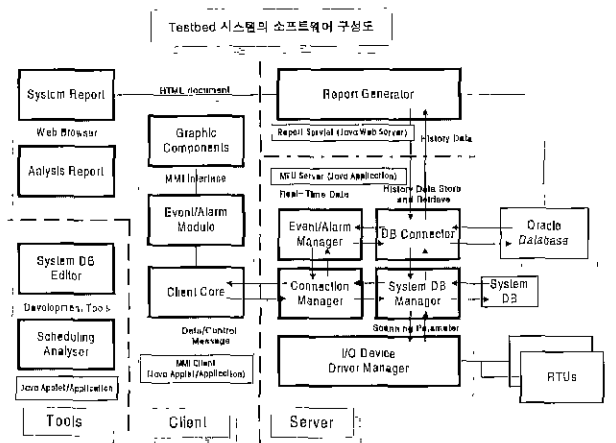 Testbed 시스템의 소프트웨어 구성도
System Report
HTML document
Report Generator
Web Browser
Graphic
Components
Report Servlet (Java Web Server)
History Data
Anlysis Report
MMI Interface
MMI Server (Java Application)
Real-Time Data
History Data Store
and Retrieve
Event/Alarm
Module
Event/Alarm
Manager
DB Connector
Oracle
Database
System DB
Editor
Development Tools
Client Core
Connection
Manager
System DB
Manager
System
DB
Scheduling
Analyser
Data/Control
Message
Scanning Parameter
Java Applet/Application
MMI Client
(Java Applet/Application)
I/O Device
Driver Manager
RTUs
Tools
Client
Server